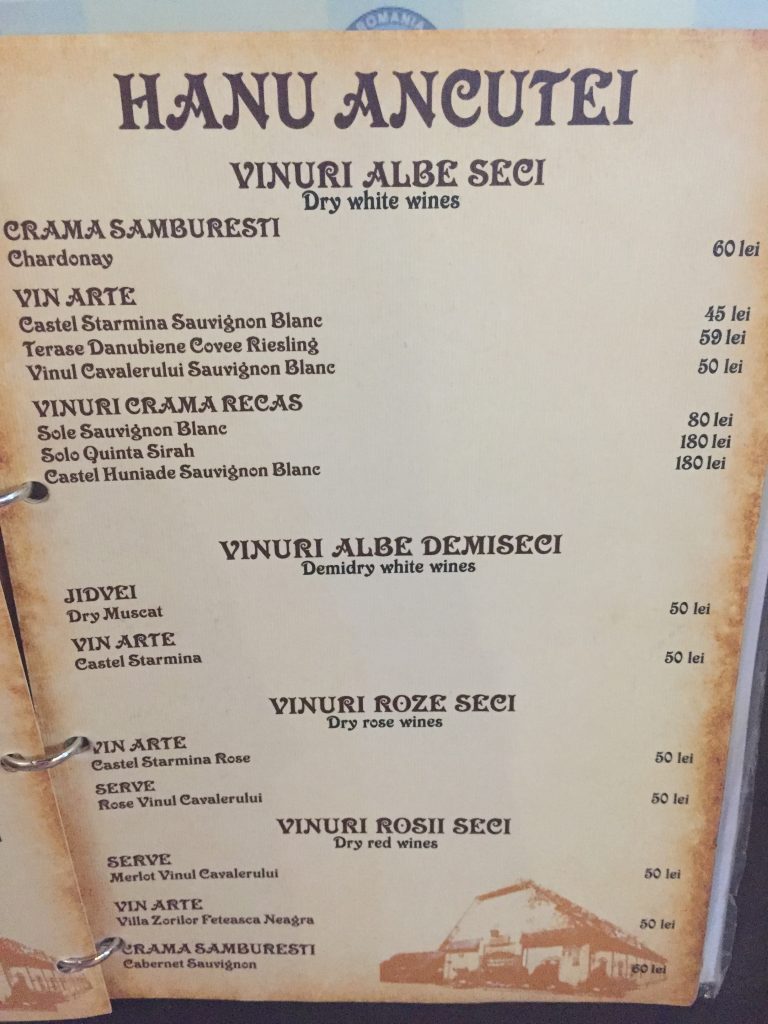 ROMANIA
HANU ANCUTEI
VINURI ALBE SECI
Dry white wines
CRAMA SAMBURESTI
Chardonay 60 lei
VIN ARTE
Castel Starmina Sauvignon Blanc 45 lei
Terase Danubiene Covee Riesling 59 lei
Vinul Cavalerului Sauvignon Blanc 50 lei
VINURI CRAMA RECAS
Sole Sauvignon Blanc 80 lei
Solo Quinta Sirah 180 lei
Castel Huniade Sauvignon Blanc 180 lei
VINURI ALBE DEMISECI
Demidry white wines
JIDVEI
Dry Muscat 50 lei
VIN ARTE
Castel Starmina 50 lei
VINURI ROZE SECI
Dry rose wines
VIN ARTE
Castel Starmina Rose 50 lei
SERVE
Rose Vinul Cavalerului 50 lei
VINURI ROSII SECI
Dry red wines
SERVE
Merlot Vinul Cavalerului 50 lei
VIN ARTE
Villa Zorilor Feteasca Neagra 50 lei
CRAMA SAMBURESTI
Cabernet Sauvignon 60 lei